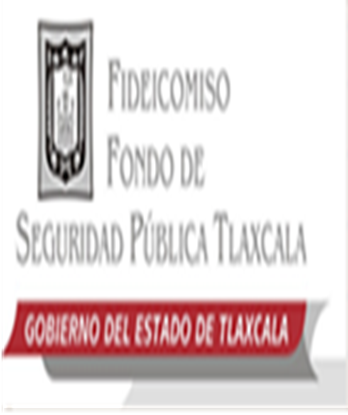 FIDEICOMISO
FONDO DE
SEGURIDAD PÚBLICA TLAXCALA
GOBIERNO DEL ESTADO DE TLAXCALA